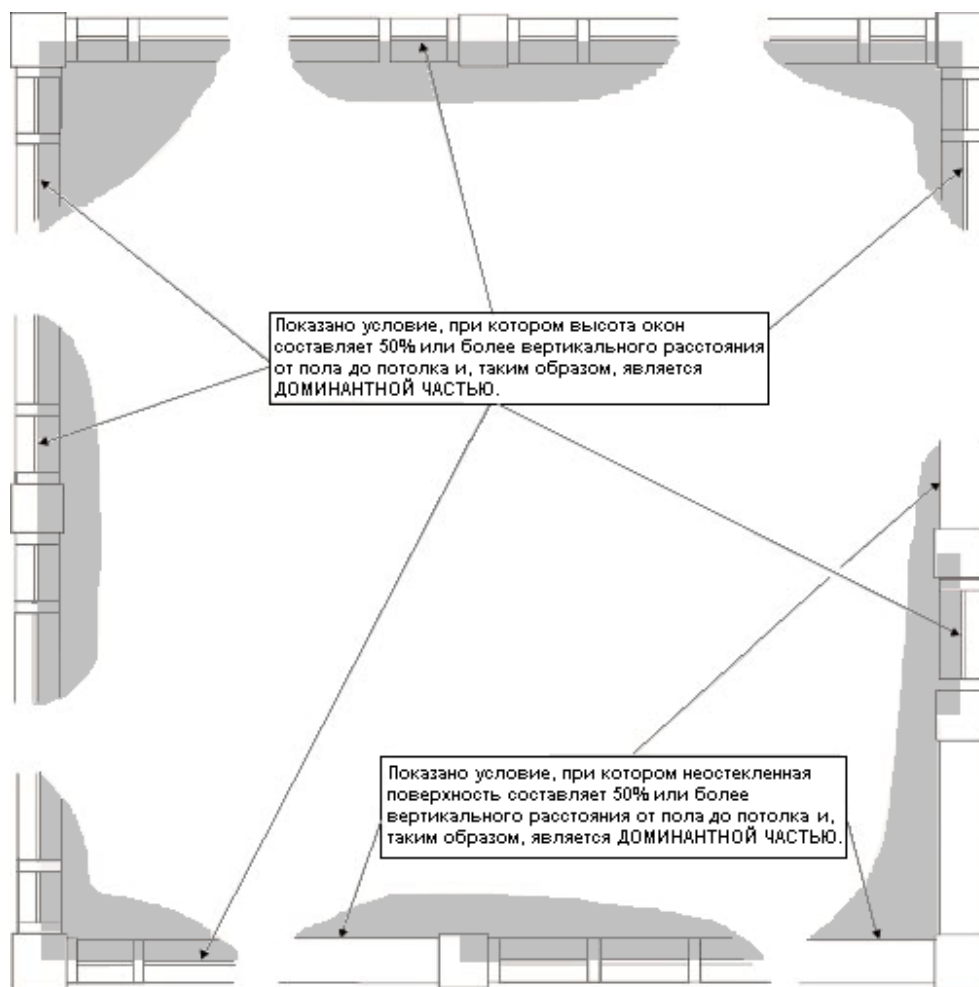 Показано условие, при котором высота окон
составляет 50% или более вертикального расстояния
от пола до потолка и, таким образом, является
ДОМИНАНТНОЙ ЧАСТЬЮ.
Показано условие, при котором неостекленная
поверхность составляет 50% или более
вертикального расстояния от пола до потолка и,
таким образом, является ДОМИНАНТНОЙ ЧАСТЬЮ.